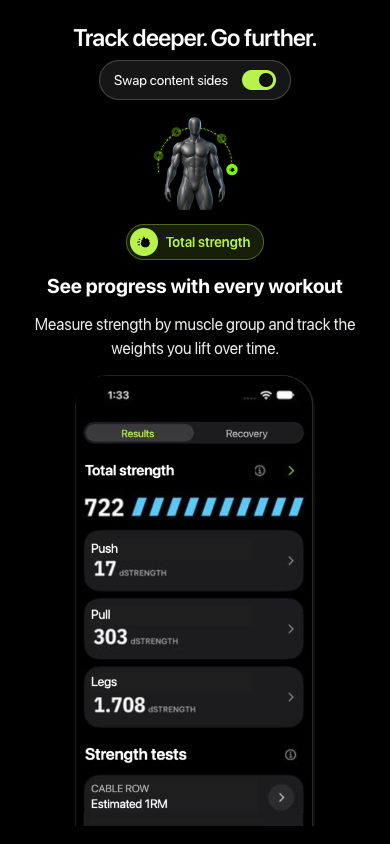 Track deeper. Go further.
Swap content sides
Total strength
See progress with every workout
Measure strength by muscle group and track the
weights you lift over time.
1:33
Results
Recovery
Total strength
722
Push
17 dSTRENGTH
Pull
303 dSTRENGTH
Legs
1.708 dSTRENGTH
Strength tests
CABLE ROW
Estimated 1RM